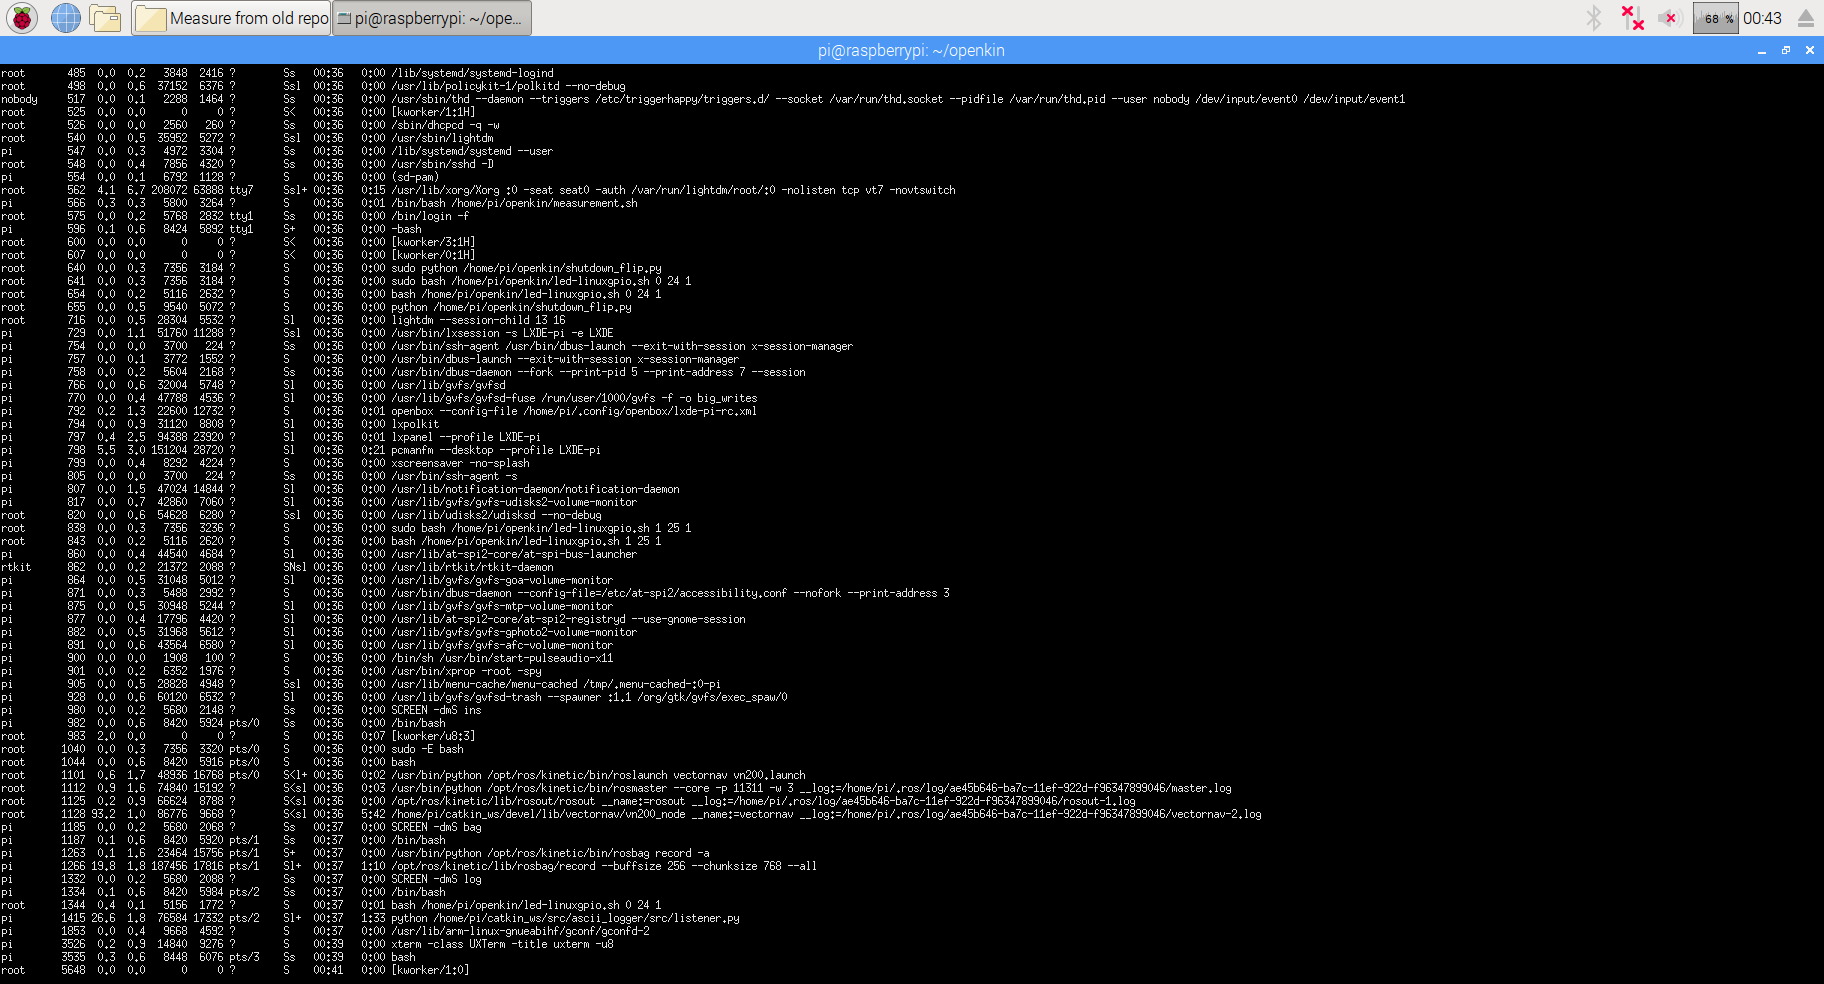 Measure from old repo
pi@raspberrypi: ~/ope...
68 %
00:43
pi@raspberrypi: ~/openkin
root 485 0.0 0.2 3848 2416 ? Ss 00:36 0:00 /lib/systemd/systemd-logind
root 498 0.0 0.6 37152 6376 ? Ssl 00:36 0:00 /usr/lib/policykit-1/polkitd --no-debug
nobody 517 0.0 0.1 2288 1464 ? Ss 00:36 0:00 /usr/sbin/thd --daemon --triggers /etc/triggerhappy/triggers.d/ --socket /var/run/thd.socket --pidfile /var/run/thd.pid --user nobody /dev/input/event0 /dev/input/event1
root 525 0.0 0.0 0 0 ? S< 00:36 0:00 [kworker/1:1H]
root 526 0.0 0.0 2560 260 ? Ss 00:36 0:00 /sbin/dhcpcd -q -w
root 540 0.0 0.5 35952 5272 ? Ssl 00:36 0:00 /usr/sbin/lightdm
pi 547 0.0 0.3 4972 3304 ? Ss 00:36 0:00 /lib/systemd/systemd --user
root 548 0.0 0.4 7856 4320 ? Ss 00:36 0:00 /usr/sbin/sshd -D
pi 554 0.0 0.1 6792 1128 ? S 00:36 0:00 (sd-pam)
root 562 4.1 6.7 208072 63888 tty7 Ssl+ 00:36 0:15 /usr/lib/xorg/Xorg :0 -seat seat0 -auth /var/run/lightdm/root/:0 -nolisten tcp vt7 -novtswitch
pi 566 0.3 0.3 5800 3264 ? S 00:36 0:01 /bin/bash /home/pi/openkin/measurement.sh
root 575 0.0 0.2 5768 2832 tty1 Ss 00:36 0:00 /bin/login -f
pi 596 0.1 0.6 8424 5892 tty1 S+ 00:36 0:00 -bash
root 600 0.0 0.0 0 0 ? S< 00:36 0:00 [kworker/3:1H]
root 607 0.0 0.0 0 0 ? S< 00:36 0:00 [kworker/0:1H]
root 640 0.0 0.3 7356 3184 ? S 00:36 0:00 sudo python /home/pi/openkin/shutdown_flip.py
root 641 0.0 0.3 7356 3184 ? S 00:36 0:00 sudo bash /home/pi/openkin/led-linuxgpio.sh 0 24 1
root 654 0.0 0.2 5116 2632 ? S 00:36 0:00 bash /home/pi/openkin/led-linuxgpio.sh 0 24 1
root 655 0.0 0.5 9540 5072 ? S 00:36 0:00 python /home/pi/openkin/shutdown_flip.py
root 716 0.0 0.5 28304 5532 ? Sl 00:36 0:00 lightdm --session-child 13 16
pi 729 0.0 1.1 51760 11288 ? Ssl 00:36 0:00 /usr/bin/lxsession -s LXDE-pi -e LXDE
pi 754 0.0 0.0 3700 224 ? Ss 00:36 0:00 /usr/bin/ssh-agent /usr/bin/dbus-launch --exit-with-session x-session-manager
pi 757 0.0 0.1 3772 1552 ? S 00:36 0:00 /usr/bin/dbus-launch --exit-with-session x-session-manager
pi 758 0.0 0.2 5604 2168 ? Ss 00:36 0:00 /usr/bin/dbus-daemon --fork --print-pid 5 --print-address 7 --session
pi 766 0.0 0.6 32004 5748 ? Sl 00:36 0:00 /usr/lib/gvfs/gvfsd
pi 770 0.0 0.4 47788 4536 ? Sl 00:36 0:00 /usr/lib/gvfs/gvfsd-fuse /run/user/1000/gvfs -f -o big_writes
pi 792 0.2 1.3 22600 12732 ? S 00:36 0:01 openbox --config-file /home/pi/.config/openbox/lxde-pi-rc.xml
pi 794 0.0 0.9 31120 8808 ? Sl 00:36 0:00 lxpolkit
pi 797 0.4 2.5 94388 23920 ? Sl 00:36 0:01 lxpanel --profile LXDE-pi
pi 798 5.5 3.0 151204 28720 ? Sl 00:36 0:21 pcmanfm --desktop --profile LXDE-pi
pi 799 0.0 0.4 8292 4224 ? S 00:36 0:00 xscreensaver -no-splash
pi 805 0.0 0.0 3700 224 ? Ss 00:36 0:00 /usr/bin/ssh-agent -s
pi 807 0.0 1.5 47024 14844 ? Sl 00:36 0:00 /usr/lib/notification-daemon/notification-daemon
pi 817 0.0 0.7 42860 7060 ? Sl 00:36 0:00 /usr/lib/gvfs/gvfs-udisks2-volume-monitor
root 820 0.0 0.6 54628 6280 ? Ssl 00:36 0:00 /usr/lib/udisks2/udisksd --no-debug
root 838 0.0 0.3 7356 3236 ? S 00:36 0:00 sudo bash /home/pi/openkin/led-linuxgpio.sh 1 25 1
root 843 0.0 0.2 5116 2620 ? S 00:36 0:00 bash /home/pi/openkin/led-linuxgpio.sh 1 25 1
pi 860 0.0 0.4 44540 4684 ? Sl 00:36 0:00 /usr/lib/at-spi2-core/at-spi-bus-launcher
rtkit 862 0.0 0.2 21372 2088 ? SNsl 00:36 0:00 /usr/lib/rtkit/rtkit-daemon
pi 864 0.0 0.5 31048 5012 ? Sl 00:36 0:00 /usr/lib/gvfs/gvfs-goa-volume-monitor
pi 871 0.0 0.3 5488 2992 ? S 00:36 0:00 /usr/bin/dbus-daemon --config-file=/etc/at-spi2/accessibility.conf --nofork --print-address 3
pi 875 0.0 0.5 30948 5244 ? Sl 00:36 0:00 /usr/lib/gvfs/gvfs-mtp-volume-monitor
pi 877 0.0 0.4 17796 4420 ? Sl 00:36 0:00 /usr/lib/at-spi2-core/at-spi2-registryd --use-gnome-session
pi 882 0.0 0.5 31968 5612 ? Sl 00:36 0:00 /usr/lib/gvfs/gvfs-gphoto2-volume-monitor
pi 891 0.0 0.6 43564 6580 ? Sl 00:36 0:00 /usr/lib/gvfs/gvfs-afc-volume-monitor
pi 900 0.0 0.0 1908 100 ? S 00:36 0:00 /bin/sh /usr/bin/start-pulseaudio-x11
pi 901 0.0 0.2 6352 1976 ? S 00:36 0:00 /usr/bin/xprop -root -spy
pi 905 0.0 0.5 28828 4948 ? Ssl 00:36 0:00 /usr/lib/menu-cache/menu-cached /tmp/.menu-cached-:0-pi
pi 928 0.0 0.6 60120 6532 ? Sl 00:36 0:00 /usr/lib/gvfs/gvfsd-trash --spawner :1.1 /org/gtk/gvfs/exec_spaw/0
pi 980 0.0 0.2 5680 2148 ? Ss 00:36 0:00 SCREEN -dmS ins
pi 982 0.0 0.6 8420 5924 pts/0 Ss 00:36 0:00 /bin/bash
root 983 2.0 0.0 0 0 ? S 00:36 0:07 [kworker/u8:3]
root 1040 0.0 0.3 7356 3320 pts/0 S 00:36 0:00 sudo -E bash
root 1044 0.0 0.6 8420 5916 pts/0 S 00:36 0:00 bash
root 1101 0.6 1.7 48936 16768 pts/0 S<l+ 00:36 0:02 /usr/bin/python /opt/ros/kinetic/bin/roslaunch vectornav vn200.launch
root 1112 0.9 1.6 74840 15192 ? S<sl 00:36 0:03 /usr/bin/python /opt/ros/kinetic/bin/rosmaster --core -p 11311 -w 3 __log:=/home/pi/.ros/log/ae45b646-ba7c-11ef-922d-f96347899046/master.log
root 1125 0.2 0.9 66624 8788 ? S<sl 00:36 0:00 /opt/ros/kinetic/lib/rosout/rosout __name:=rosout __log:=/home/pi/.ros/log/ae45b646-ba7c-11ef-922d-f96347899046/rosout-1.log
root 1128 93.2 1.0 86776 9668 ? S<sl 00:36 5:42 /home/pi/catkin_ws/devel/lib/vectornav/vn200_node __name:=vectornav __log:=/home/pi/.ros/log/ae45b646-ba7c-11ef-922d-f96347899046/vectornav-2.log
pi 1185 0.0 0.2 5680 2068 ? Ss 00:37 0:00 SCREEN -dmS bag
pi 1187 0.1 0.6 8420 5920 pts/1 Ss 00:37 0:00 /bin/bash
pi 1263 0.1 1.6 23464 15756 pts/1 S+ 00:37 0:00 /usr/bin/python /opt/ros/kinetic/bin/rosbag record -a
pi 1266 19.8 1.8 187456 17816 pts/1 Sl+ 00:37 1:10 /opt/ros/kinetic/lib/rosbag/record --buffsize 256 --chunksize 768 --all
pi 1332 0.0 0.2 5680 2088 ? Ss 00:37 0:00 SCREEN -dmS log
pi 1334 0.1 0.6 8420 5984 pts/2 Ss 00:37 0:00 /bin/bash
root 1344 0.4 0.1 5156 1772 ? S 00:37 0:01 bash /home/pi/openkin/led-linuxgpio.sh 0 24 1
pi 1415 26.6 1.8 76584 17332 pts/2 Sl+ 00:37 1:33 python /home/pi/catkin_ws/src/ascii_logger/src/listener.py
pi 1853 0.0 0.4 9668 4592 ? S 00:37 0:00 /usr/lib/arm-linux-gnueabihf/gconf/gconfd-2
pi 3526 0.2 0.9 14840 9276 ? S 00:39 0:00 xterm -class UXTerm -title uxterm -u8
pi 3535 0.3 0.6 8448 6076 pts/3 Ss 00:39 0:00 bash
root 5648 0.0 0.0 0 0 ? S 00:41 0:00 [kworker/1:0]